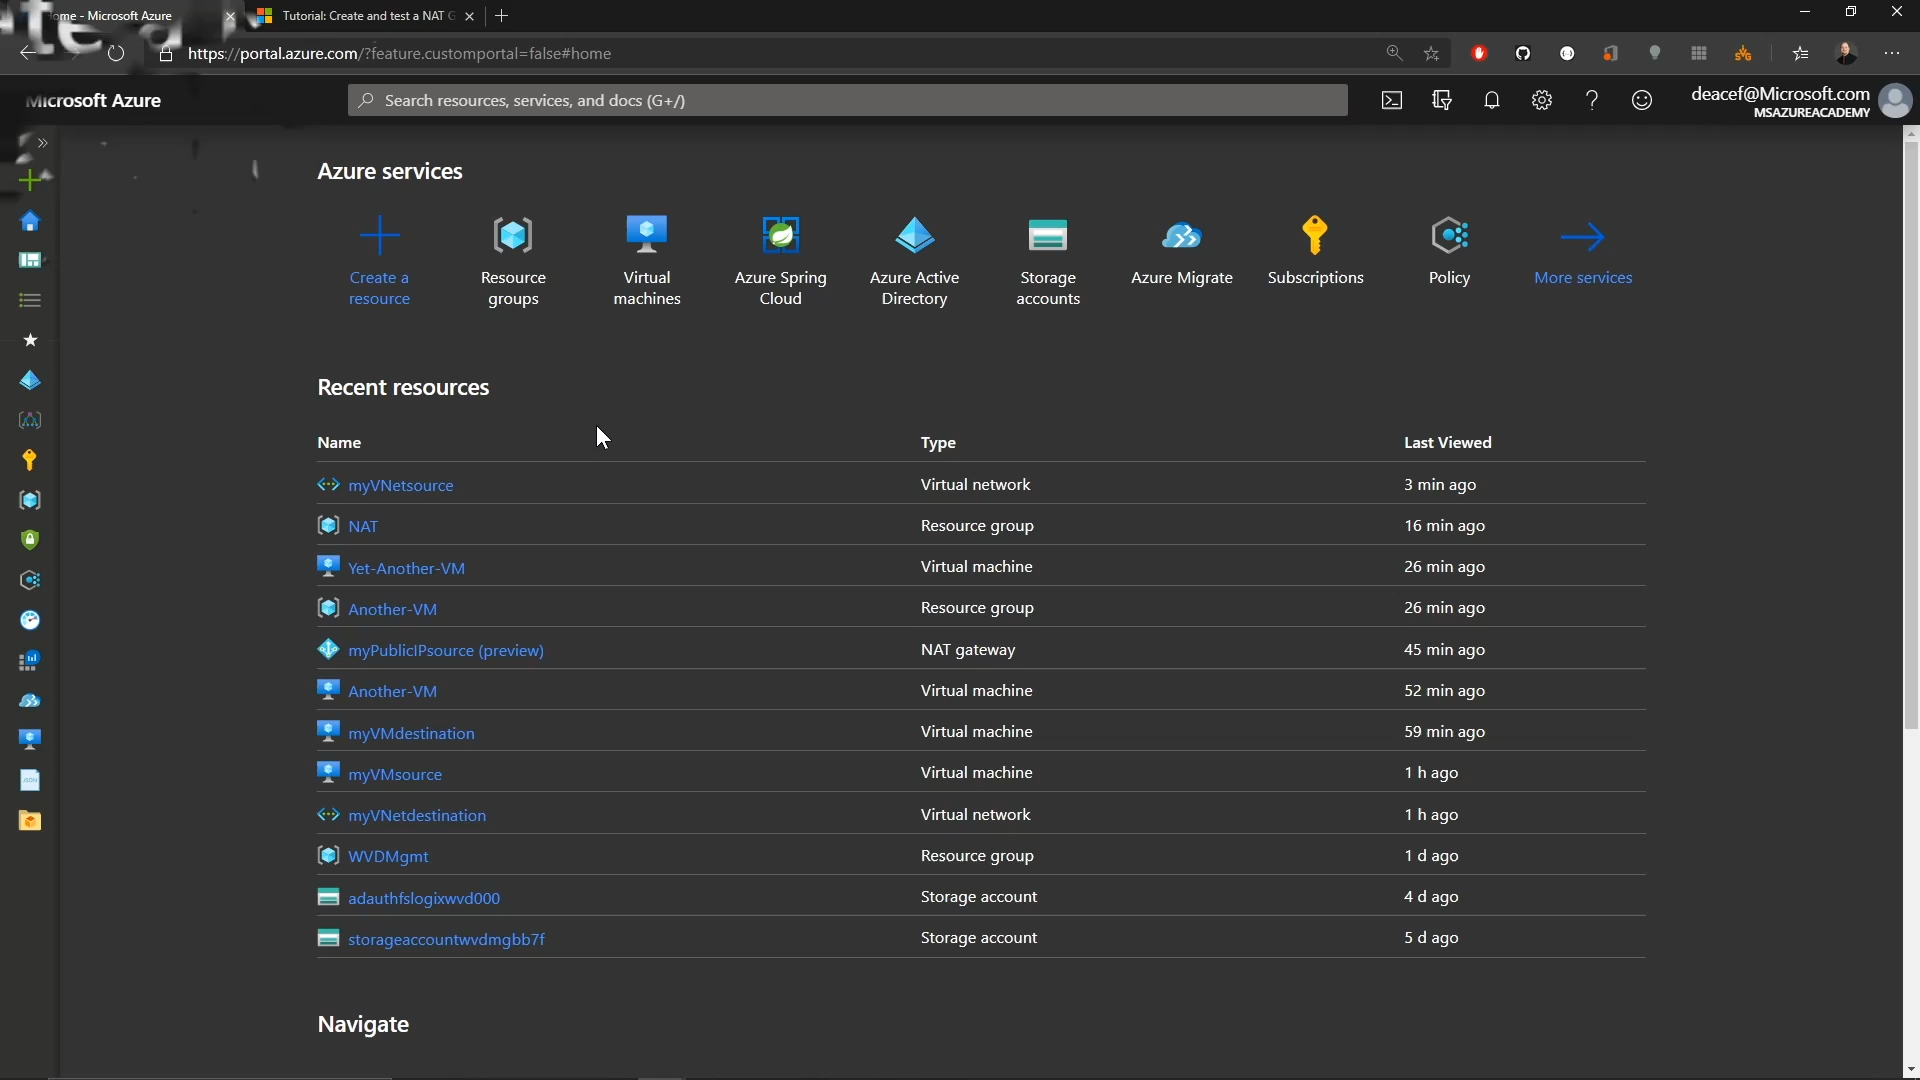 ome - Microsoft Azure
Tutorial: Create and test a NAT G
https://portal.azure.com/?feature.customportal=false#home
Microsoft Azure
Search resources, services, and docs (G+/)
deacef@Microsoft.com
MSAZUREACADEMY
Azure services
Create a
resource
Resource
groups
Virtual
machines
Azure Spring
Cloud
Azure Active
Directory
Storage
accounts
Azure Migrate
Subscriptions
Policy
More services
Recent resources
Name Type Last Viewed
myVNetsource Virtual network 3 min ago
NAT Resource group 16 min ago
Yet-Another-VM Virtual machine 26 min ago
Another-VM Resource group 26 min ago
myPublicIPsource (preview) NAT gateway 45 min ago
Another-VM Virtual machine 52 min ago
myVMdestination Virtual machine 59 min ago
myVMsource Virtual machine 1 h ago
myVNetdestination Virtual network 1 h ago
WVDMgmt Resource group 1 d ago
adauthfslogixwvd000 Storage account 4 d ago
storageaccountwvdmgbb7f Storage account 5 d ago
Navigate